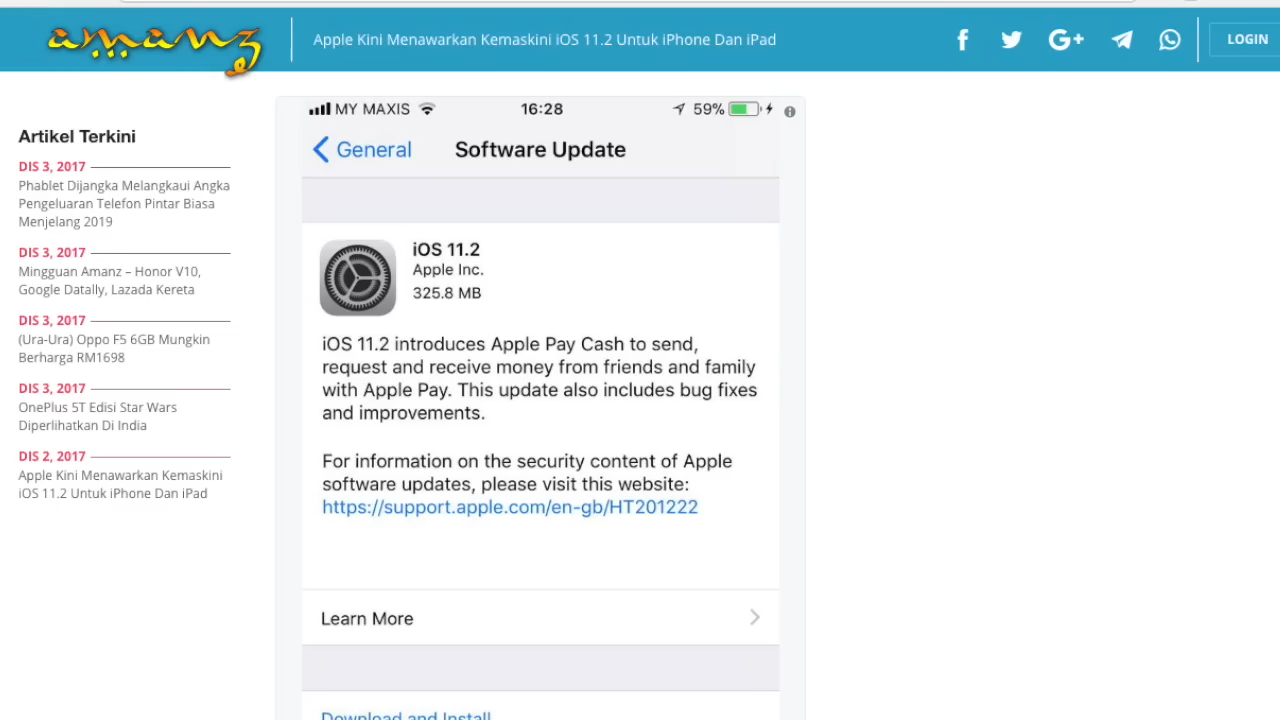 amanz
Apple Kini Menawarkan Kemaskini iOS 11.2 Untuk iPhone Dan iPad
LOGIN
Artikel Terkini
DIS 3, 2017
Phablet Dijangka Melangkaui Angka
Pengeluaran Telefon Pintar Biasa
Menjelang 2019
DIS 3, 2017
Mingguan Amanz – Honor V10,
Google Datally, Lazada Kereta
DIS 3, 2017
(Ura-Ura) Oppo F5 6GB Mungkin
Berharga RM1698
DIS 3, 2017
OnePlus 5T Edisi Star Wars
Diperlihatkan Di India
DIS 2, 2017
Apple Kini Menawarkan Kemaskini
iOS 11.2 Untuk iPhone Dan iPad
MY MAXIS 16:28 59%
General Software Update
iOS 11.2
Apple Inc.
325.8 MB
iOS 11.2 introduces Apple Pay Cash to send,
request and receive money from friends and family
with Apple Pay. This update also includes bug fixes
and improvements.
For information on the security content of Apple
software updates, please visit this website:
https://support.apple.com/en-gb/HT201222
Learn More
Download and Install